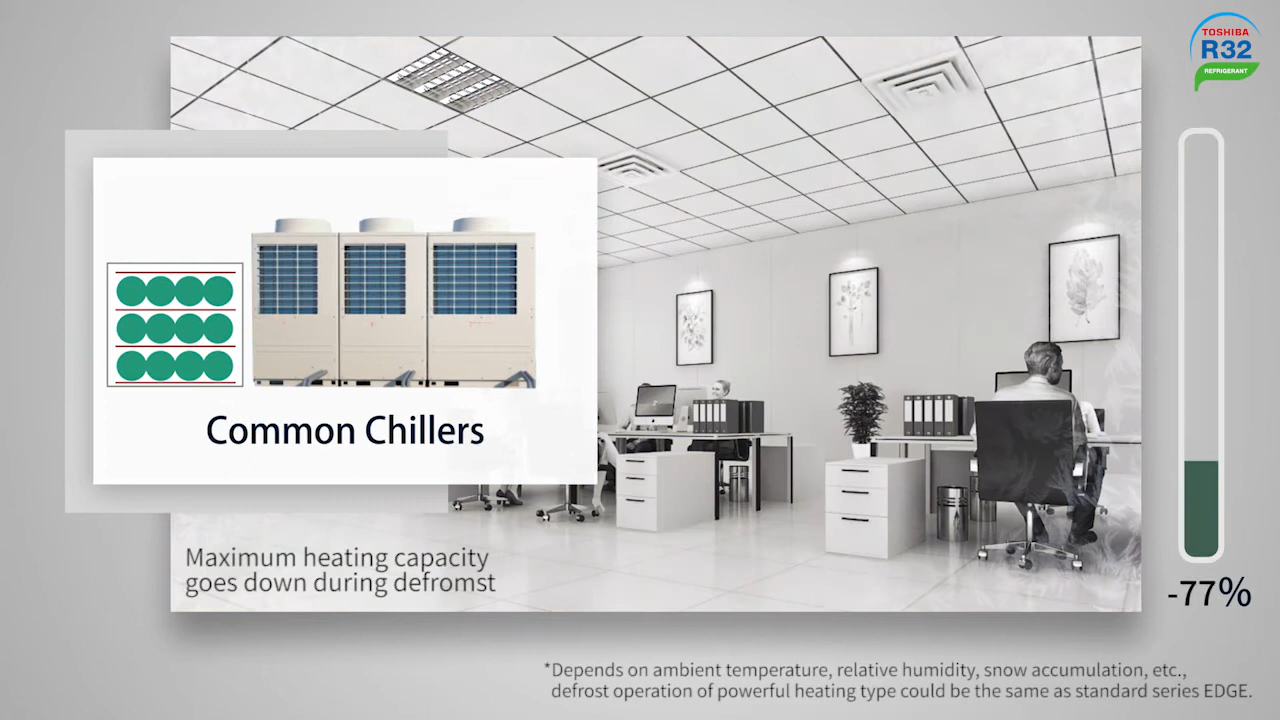 TOSHIBA
R32
REFRIGERANT
Common Chillers
Maximum heating capacity
goes down during defromst
-77%
*Depends on ambient temperature, relative humidity, snow accumulation, etc.,
defrost operation of powerful heating type could be the same as standard series EDGE.